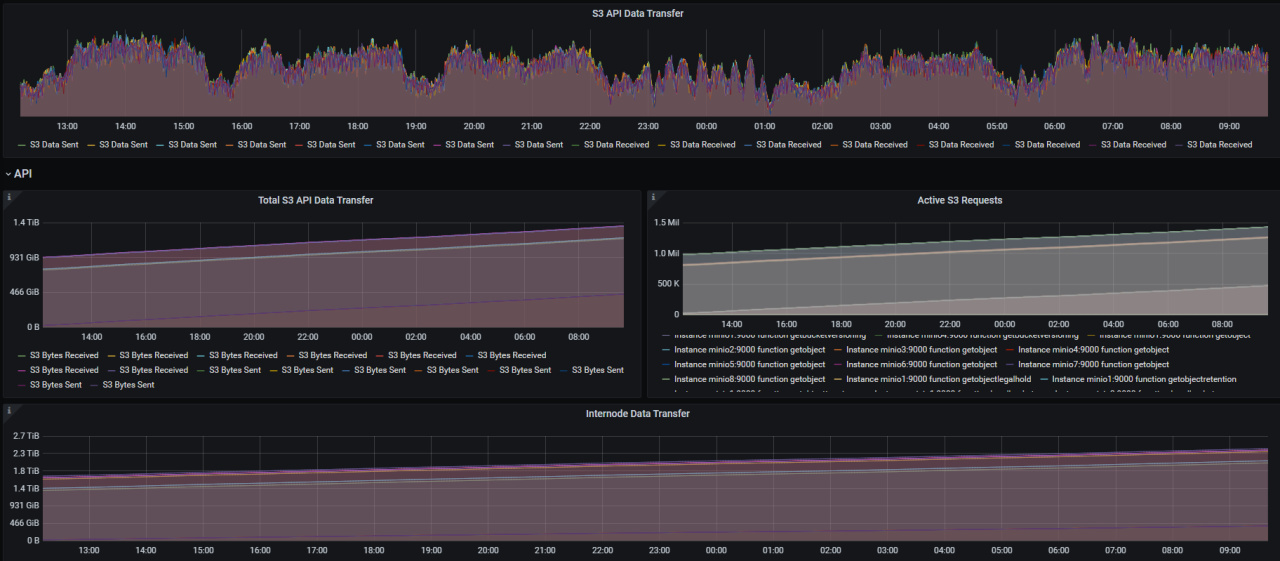 S3 API Data Transfer
13:00 14:00 15:00 16:00 17:00 18:00 19:00 20:00 21:00 22:00 23:00 00:00 01:00 02:00 03:00 04:00 05:00 06:00 07:00 08:00 09:00
S3 Data Sent S3 Data Sent S3 Data Sent S3 Data Sent S3 Data Sent S3 Data Sent S3 Data Sent S3 Data Sent S3 Data Received S3 Data Received S3 Data Received S3 Data Received S3 Data Received S3 Data Received S3 Data Received S3 Data Received
API
Total S3 API Data Transfer
1.4 TiB
931 GiB
466 GiB
0 B
14:00 16:00 18:00 20:00 22:00 00:00 02:00 04:00 06:00 08:00
S3 Bytes Received S3 Bytes Received S3 Bytes Received S3 Bytes Received S3 Bytes Received S3 Bytes Received
S3 Bytes Received S3 Bytes Received S3 Bytes Sent S3 Bytes Sent S3 Bytes Sent S3 Bytes Sent S3 Bytes Sent S3 Bytes Sent
S3 Bytes Sent S3 Bytes Sent
Active S3 Requests
1.5 Mil
1.0 Mil
500 K
0
14:00 16:00 18:00 20:00 22:00 00:00 02:00 04:00 06:00 08:00
Instance minio2:9000 function getobject Instance minio3:9000 function getobject Instance minio4:9000 function getobject
Instance minio5:9000 function getobject Instance minio6:9000 function getobject Instance minio7:9000 function getobject
Instance minio8:9000 function getobject Instance minio1:9000 function getobjectlegalhold Instance minio1:9000 function getobjectretention
Internode Data Transfer
2.7 TiB
2.3 TiB
1.8 TiB
1.4 TiB
931 GiB
466 GiB
0 B
13:00 14:00 15:00 16:00 17:00 18:00 19:00 20:00 21:00 22:00 23:00 00:00 01:00 02:00 03:00 04:00 05:00 06:00 07:00 08:00 09:00